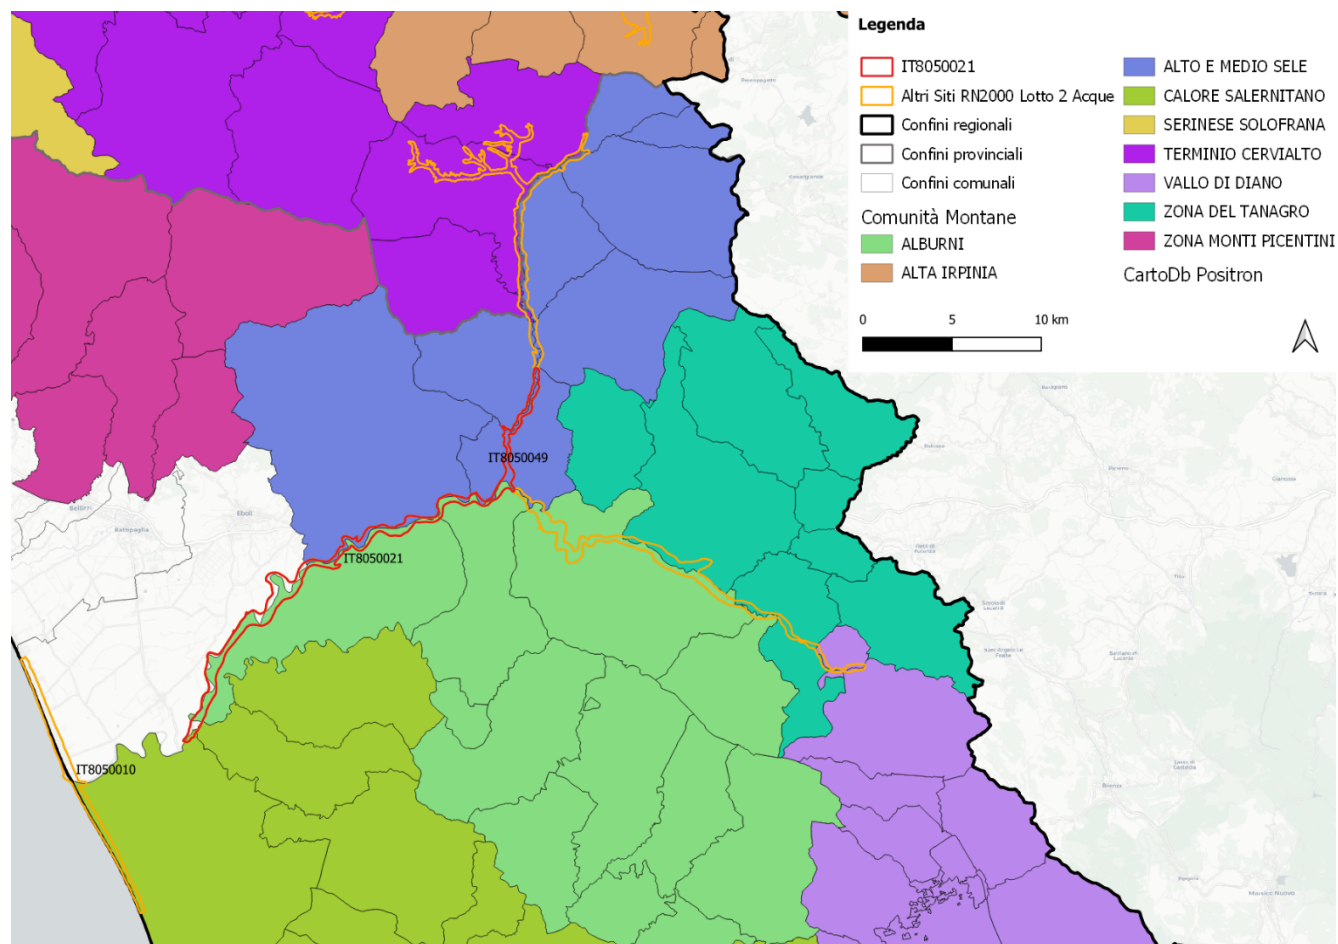 Legenda
IT8050021
Altri Siti RN2000 Lotto 2 Acque
Confini regionali
Confini provinciali
Confini comunali
Comunità Montane
ALBURNI
ALTA IRPINIA
ALTO E MEDIO SELE
CALORE SALERNITANO
SERINESE SOLOFRANA
TERMINIO CERVIALTO
VALLO DI DIANO
ZONA DEL TANAGRO
ZONA MONTI PICENTINI
CartoDb Positron
0 5 10 km
IT8050049
Eboli
Battipaglia
IT8050021
IT8050010